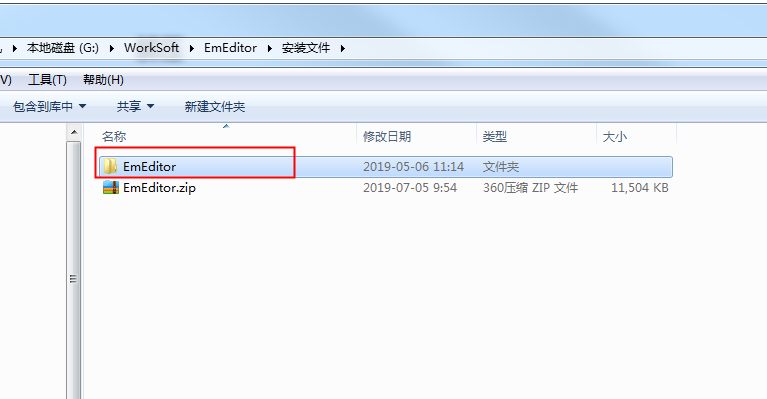 本地磁盘 (G:) WorkSoft EmEditor 安装文件
V) 工具(T) 帮助(H)
包含到库中 共享 新建文件夹
名称 修改日期 类型 大小
EmEditor 2019-05-06 11:14 文件夹
EmEditor.zip 2019-07-05 9:54 360压缩 ZIP 文件 11,504 KB